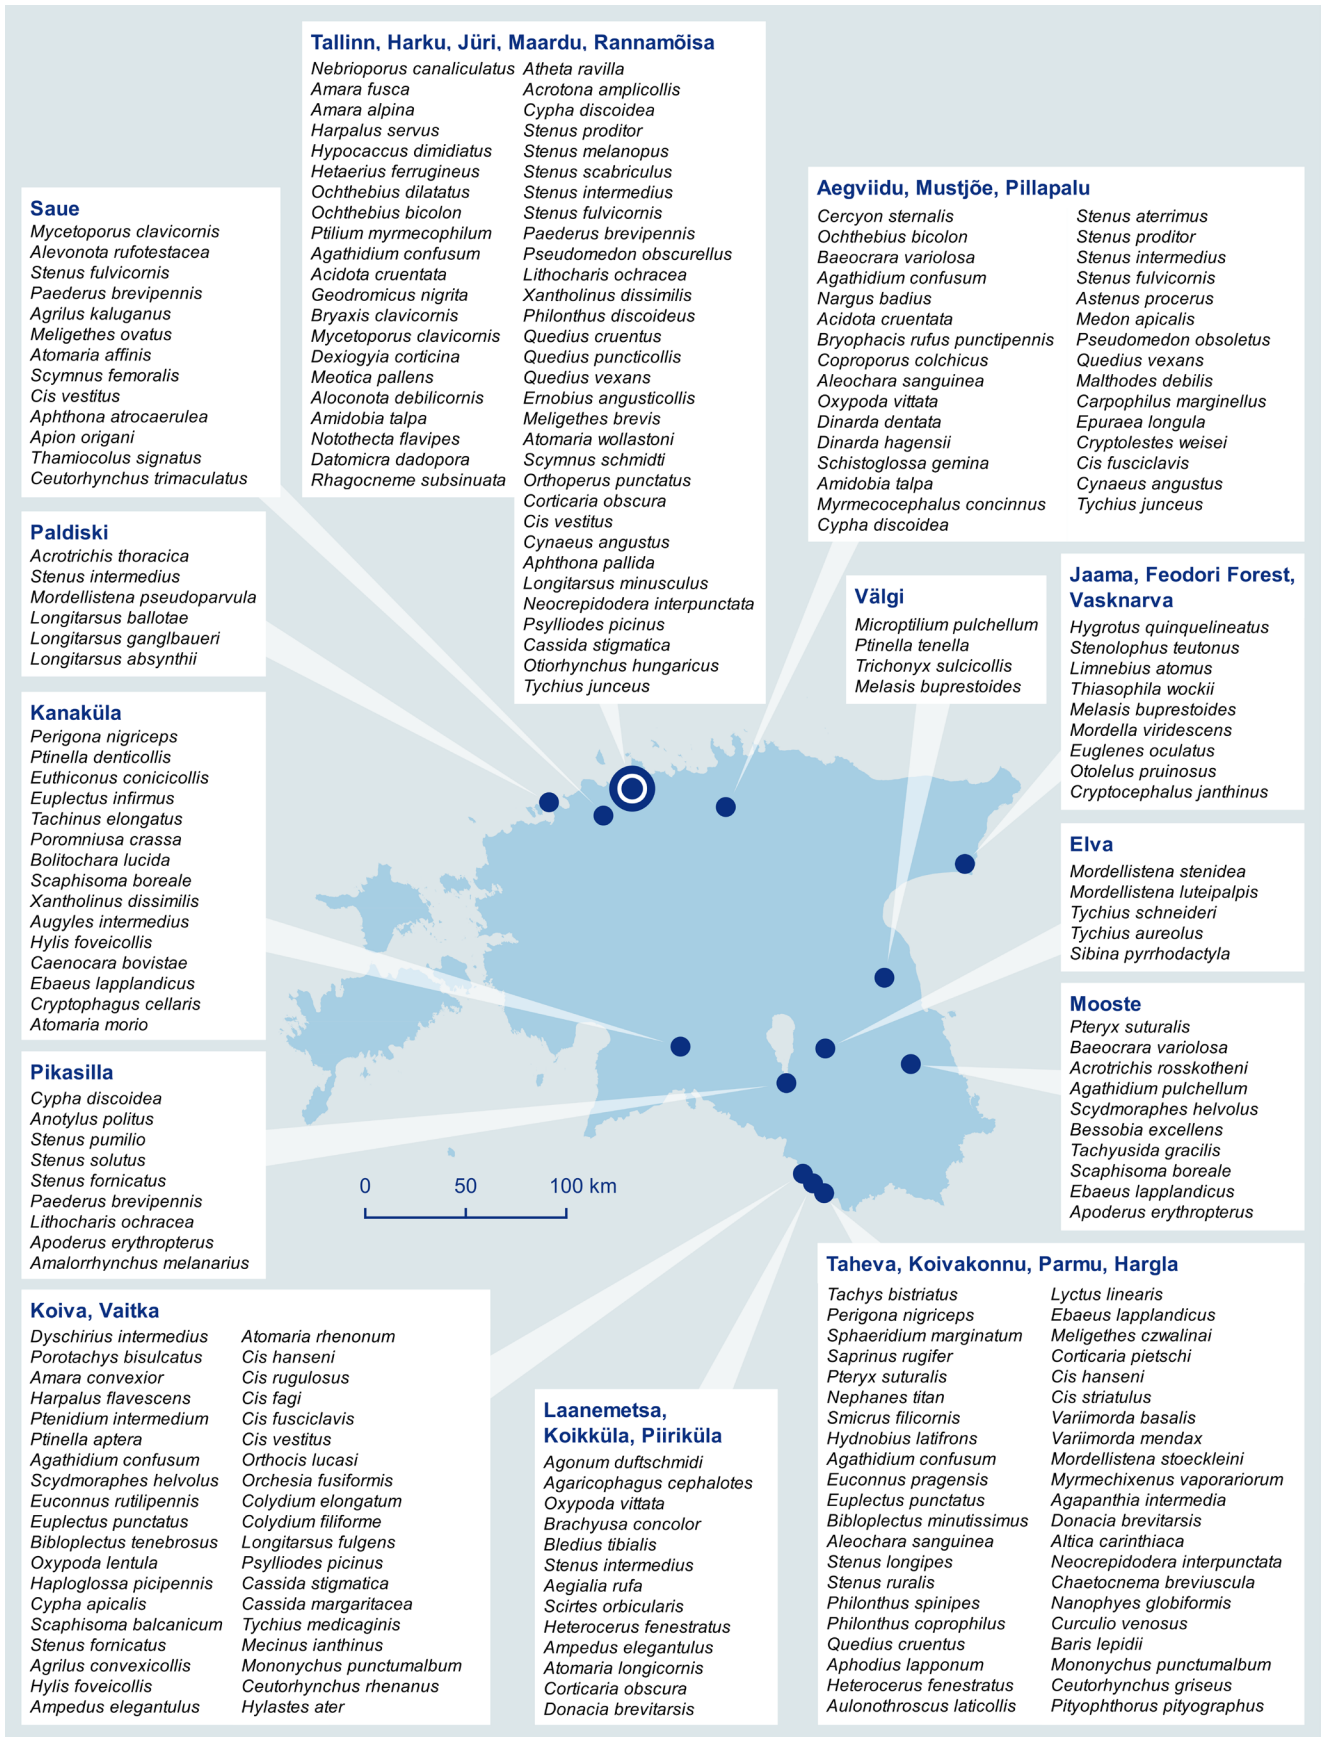 Tallinn, Harku, Jüri, Maardu, Rannamõisa
Nebrioporus canaliculatus
Amara fusca
Amara alpina
Harpalus servus
Hypocaccus dimidiatus
Hetaerius ferrugineus
Ochthebius dilatatus
Ochthebius bicolon
Ptilium myrmecophilum
Agathidium confusum
Acidota cruentata
Geodromicus nigrita
Bryaxis clavicornis
Mycetoporus clavicornis
Dexiogyia corticina
Meotica pallens
Aloconota debilicornis
Amidobia talpa
Notothecta flavipes
Datomicra dadopora
Rhagocneme subsinuata
Atheta ravilla
Acrotona amplicollis
Cypha discoidea
Stenus proditor
Stenus melanopus
Stenus scabriculus
Stenus intermedius
Stenus fulvicornis
Paederus brevipennis
Pseudomedon obscurellus
Lithocharis ochracea
Xantholinus dissimilis
Philonthus discoideus
Quedius cruentus
Quedius puncticollis
Quedius vexans
Ernobius angusticollis
Meligethes brevis
Atomaria wollastoni
Scymnus schmidti
Orthoperus punctatus
Corticaria obscura
Cis vestitus
Cynaeus angustus
Aphthona pallida
Longitarsus minusculus
Neocrepidodera interpunctata
Psylliodes picinus
Cassida stigmatica
Otiorhynchus hungaricus
Tychius junceus
Saue
Mycetoporus clavicornis
Alevonota rufotestacea
Stenus fulvicornis
Paederus brevipennis
Agrilus kaluganus
Meligethes ovatus
Atomaria affinis
Scymnus femoralis
Cis vestitus
Aphthona atrocaerulea
Apion origani
Thamiocolus signatus
Ceutorhynchus trimaculatus
Aegviidu, Mustjõe, Pillapalu
Cercyon sternalis
Ochthebius bicolon
Baeocrara variolosa
Agathidium confusum
Nargus badius
Acidota cruentata
Bryophacis rufus punctipennis
Coproporus colchicus
Aleochara sanguinea
Oxypoda vittata
Dinarda dentata
Dinarda hagensii
Schistoglossa gemina
Amidobia talpa
Myrmecocephalus concinnus
Cypha discoidea
Stenus aterrimus
Stenus proditor
Stenus intermedius
Stenus fulvicornis
Astenus procerus
Medon apicalis
Pseudomedon obsoletus
Quedius vexans
Malthodes debilis
Carpophilus marginellus
Epuraea longula
Cryptolestes weisei
Cis fusciclavis
Cynaeus angustus
Tychius junceus
Paldiski
Acrotrichis thoracica
Stenus intermedius
Mordellistena pseudoparvula
Longitarsus ballotae
Longitarsus ganglbaueri
Longitarsus absynthii
Välgi
Microptilium pulchellum
Ptinella tenella
Trichonyx sulcicollis
Melasis buprestoides
Jaama, Feodori Forest,
Vasknarva
Hygrotus quinquelineatus
Stenolophus teutonus
Limnebius atomus
Thiasophila wockii
Melasis buprestoides
Mordella viridescens
Euglenes oculatus
Otolelus pruinosus
Cryptocephalus janthinus
Kanaküla
Perigona nigriceps
Ptinella denticollis
Euthiconus conicicollis
Euplectus infirmus
Tachinus elongatus
Poromniusa crassa
Bolitochara lucida
Scaphisoma boreale
Xantholinus dissimilis
Augyles intermedius
Hylis foveicollis
Caenocara bovistae
Ebaeus lapplandicus
Cryptophagus cellaris
Atomaria morio
Elva
Mordellistena stenidea
Mordellistena luteipalpis
Tychius schneideri
Tychius aureolus
Sibina pyrrhodactyla
Mooste
Pteryx suturalis
Baeocrara variolosa
Acrotrichis rosskotheni
Agathidium pulchellum
Scydmoraphes helvolus
Bessobia excellens
Tachyusida gracilis
Scaphisoma boreale
Ebaeus lapplandicus
Apoderus erythropterus
Pikasilla
Cypha discoidea
Anotylus politus
Stenus pumilio
Stenus solutus
Stenus fornicatus
Paederus brevipennis
Lithocharis ochracea
Apoderus erythropterus
Amalorrhynchus melanarius
0 50 100 km
Koiva, Vaitka
Dyschirius intermedius
Porotachys bisulcatus
Amara convexior
Harpalus flavescens
Ptenidium intermedium
Ptinella aptera
Agathidium confusum
Scydmoraphes helvolus
Euconnus rutilipennis
Euplectus punctatus
Bibloplectus tenebrosus
Oxypoda lentula
Haploglossa picipennis
Cypha apicalis
Scaphisoma balcanicum
Stenus fornicatus
Agrilus convexicollis
Hylis foveicollis
Ampedus elegantulus
Atomaria rhenonum
Cis hanseni
Cis rugulosus
Cis fagi
Cis fusciclavis
Cis vestitus
Orthocis lucasi
Orchesia fusiformis
Colydium elongatum
Colydium filiforme
Longitarsus fulgens
Psylliodes picinus
Cassida stigmatica
Cassida margaritacea
Tychius medicaginis
Mecinus ianthinus
Mononychus punctumalbum
Ceutorhynchus rhenanus
Hylastes ater
Laanemetsa,
Koikküla, Piiriküla
Agonum duftschmidi
Agaricophagus cephalotes
Oxypoda vittata
Brachyusa concolor
Bledius tibialis
Stenus intermedius
Aegialia rufa
Scirtes orbicularis
Heterocerus fenestratus
Ampedus elegantulus
Atomaria longicornis
Corticaria obscura
Donacia brevitarsis
Taheva, Koivakonnu, Parmu, Hargla
Tachys bistriatus
Perigona nigriceps
Sphaeridium marginatum
Saprinus rugifer
Pteryx suturalis
Nephanes titan
Smicrus filicornis
Hydnobius latifrons
Agathidium confusum
Euconnus pragensis
Euplectus punctatus
Bibloplectus minutissimus
Aleochara sanguinea
Stenus longipes
Stenus ruralis
Philonthus spinipes
Philonthus coprophilus
Quedius cruentus
Aphodius lapponum
Heterocerus fenestratus
Aulonothroscus laticollis
Lyctus linearis
Ebaeus lapplandicus
Meligethes czwalinai
Corticaria pietschi
Cis hanseni
Cis striatulus
Variimorda basalis
Variimorda mendax
Mordellistena stoeckleini
Myrmechixenus vaporariorum
Agapanthia intermedia
Donacia brevitarsis
Altica carinthiaca
Neocrepidodera interpunctata
Chaetocnema breviuscula
Nanophyes globiformis
Curculio venosus
Baris lepidii
Mononychus punctumalbum
Ceutorhynchus griseus
Pityophthorus pityographus